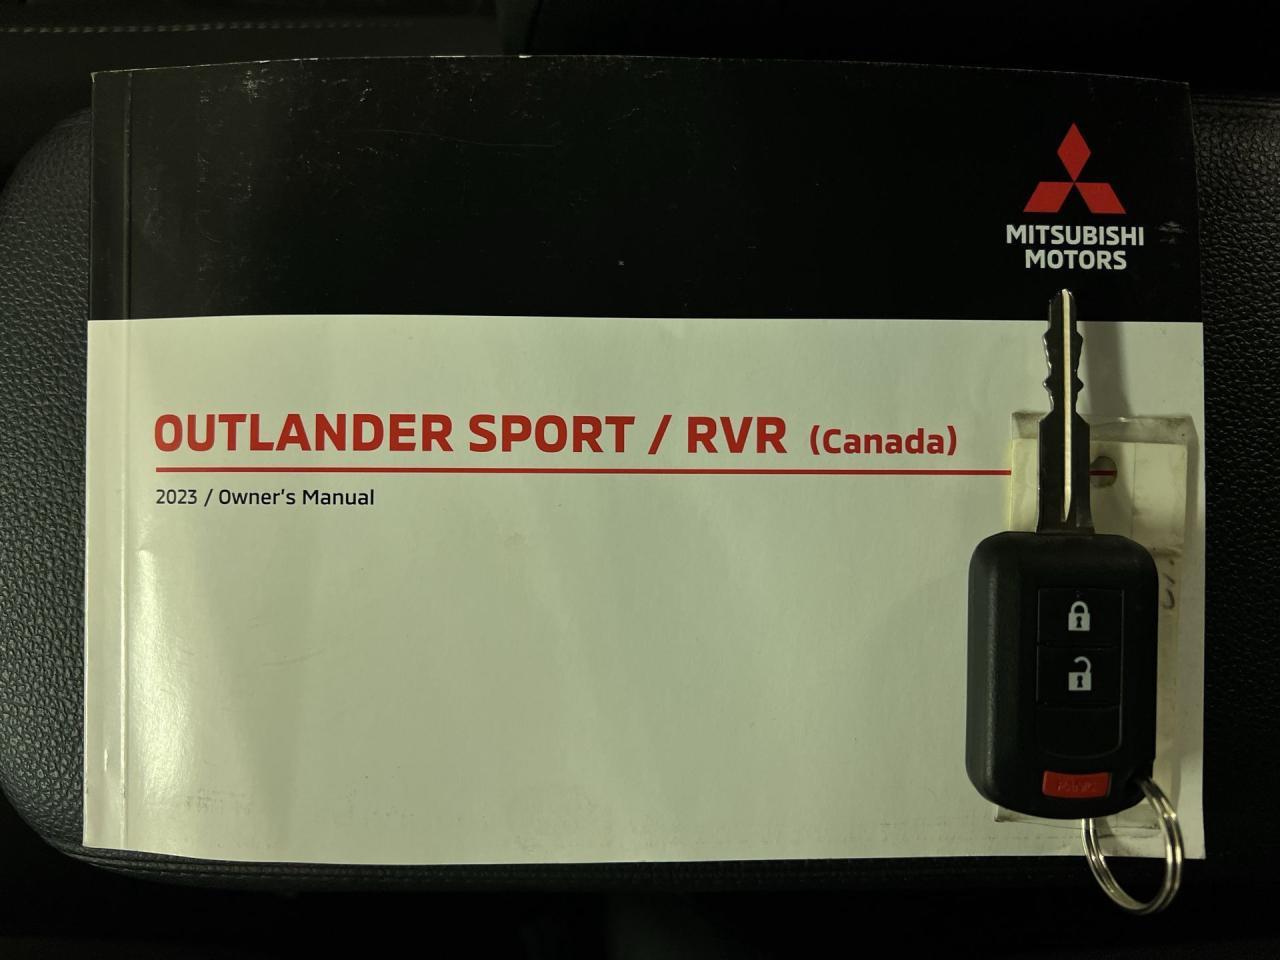 MITSUBISHI
MOTORS
OUTLANDER SPORT / RVR (Canada)
2023 / Owner's Manual